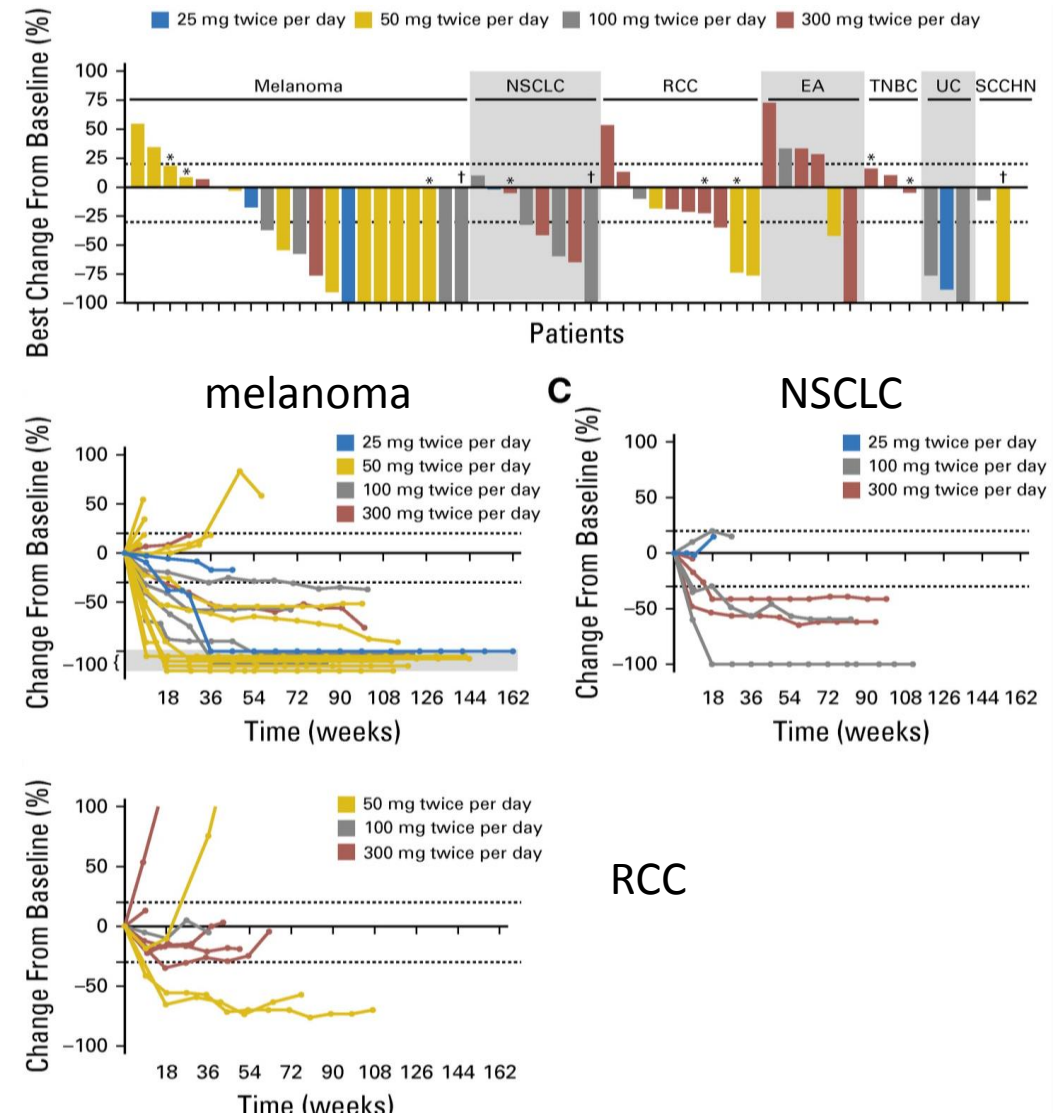 25 mg twice per day 50 mg twice per day 100 mg twice per day 300 mg twice per day
Best Change From Baseline (%)
100
75
50
25
0
−25
−50
−75
−100
Melanoma NSCLC RCC EA TNBC UC SCCHN
* * * † * † * * * * †
Patients
melanoma
Change From Baseline (%)
100
50
0
−50
−100 {
25 mg twice per day
50 mg twice per day
100 mg twice per day
300 mg twice per day
18 36 54 72 90 108 126 144 162
Time (weeks)
C NSCLC
Change From Baseline (%)
100
50
0
−50
−100
25 mg twice per day
100 mg twice per day
300 mg twice per day
18 36 54 72 90 108 126 144 162
Time (weeks)
Change From Baseline (%)
100
50
0
−50
−100
50 mg twice per day
100 mg twice per day
300 mg twice per day
RCC
18 36 54 72 90 108 126 144 162
Time (weeks)